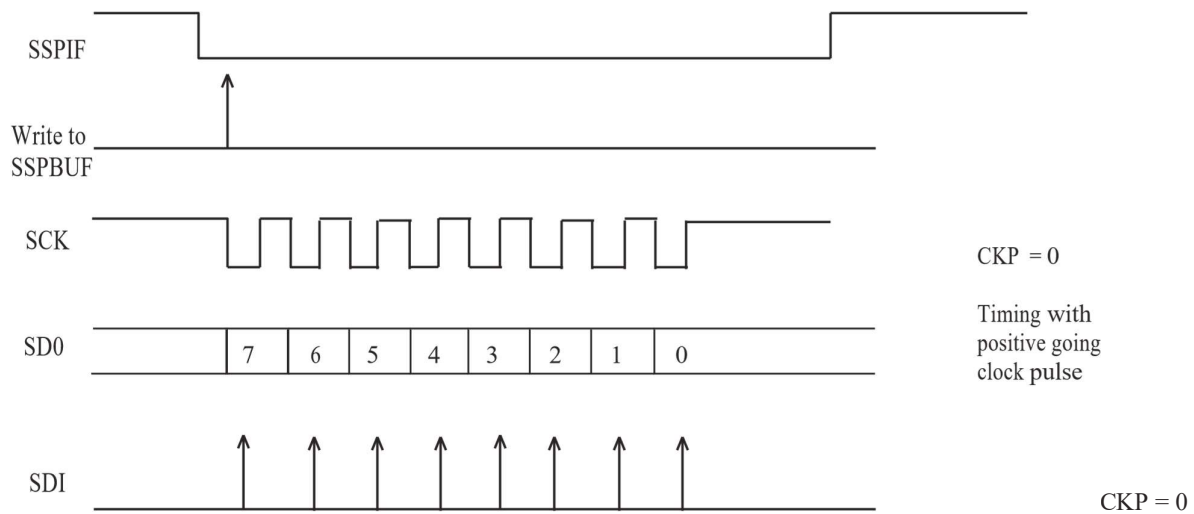 SSPIF
Write to
SSPBUF
SCK
CKP = 0
SD0
7 6 5 4 3 2 1 0
Timing with
positive going
clock pulse
SDI
CKP = 0